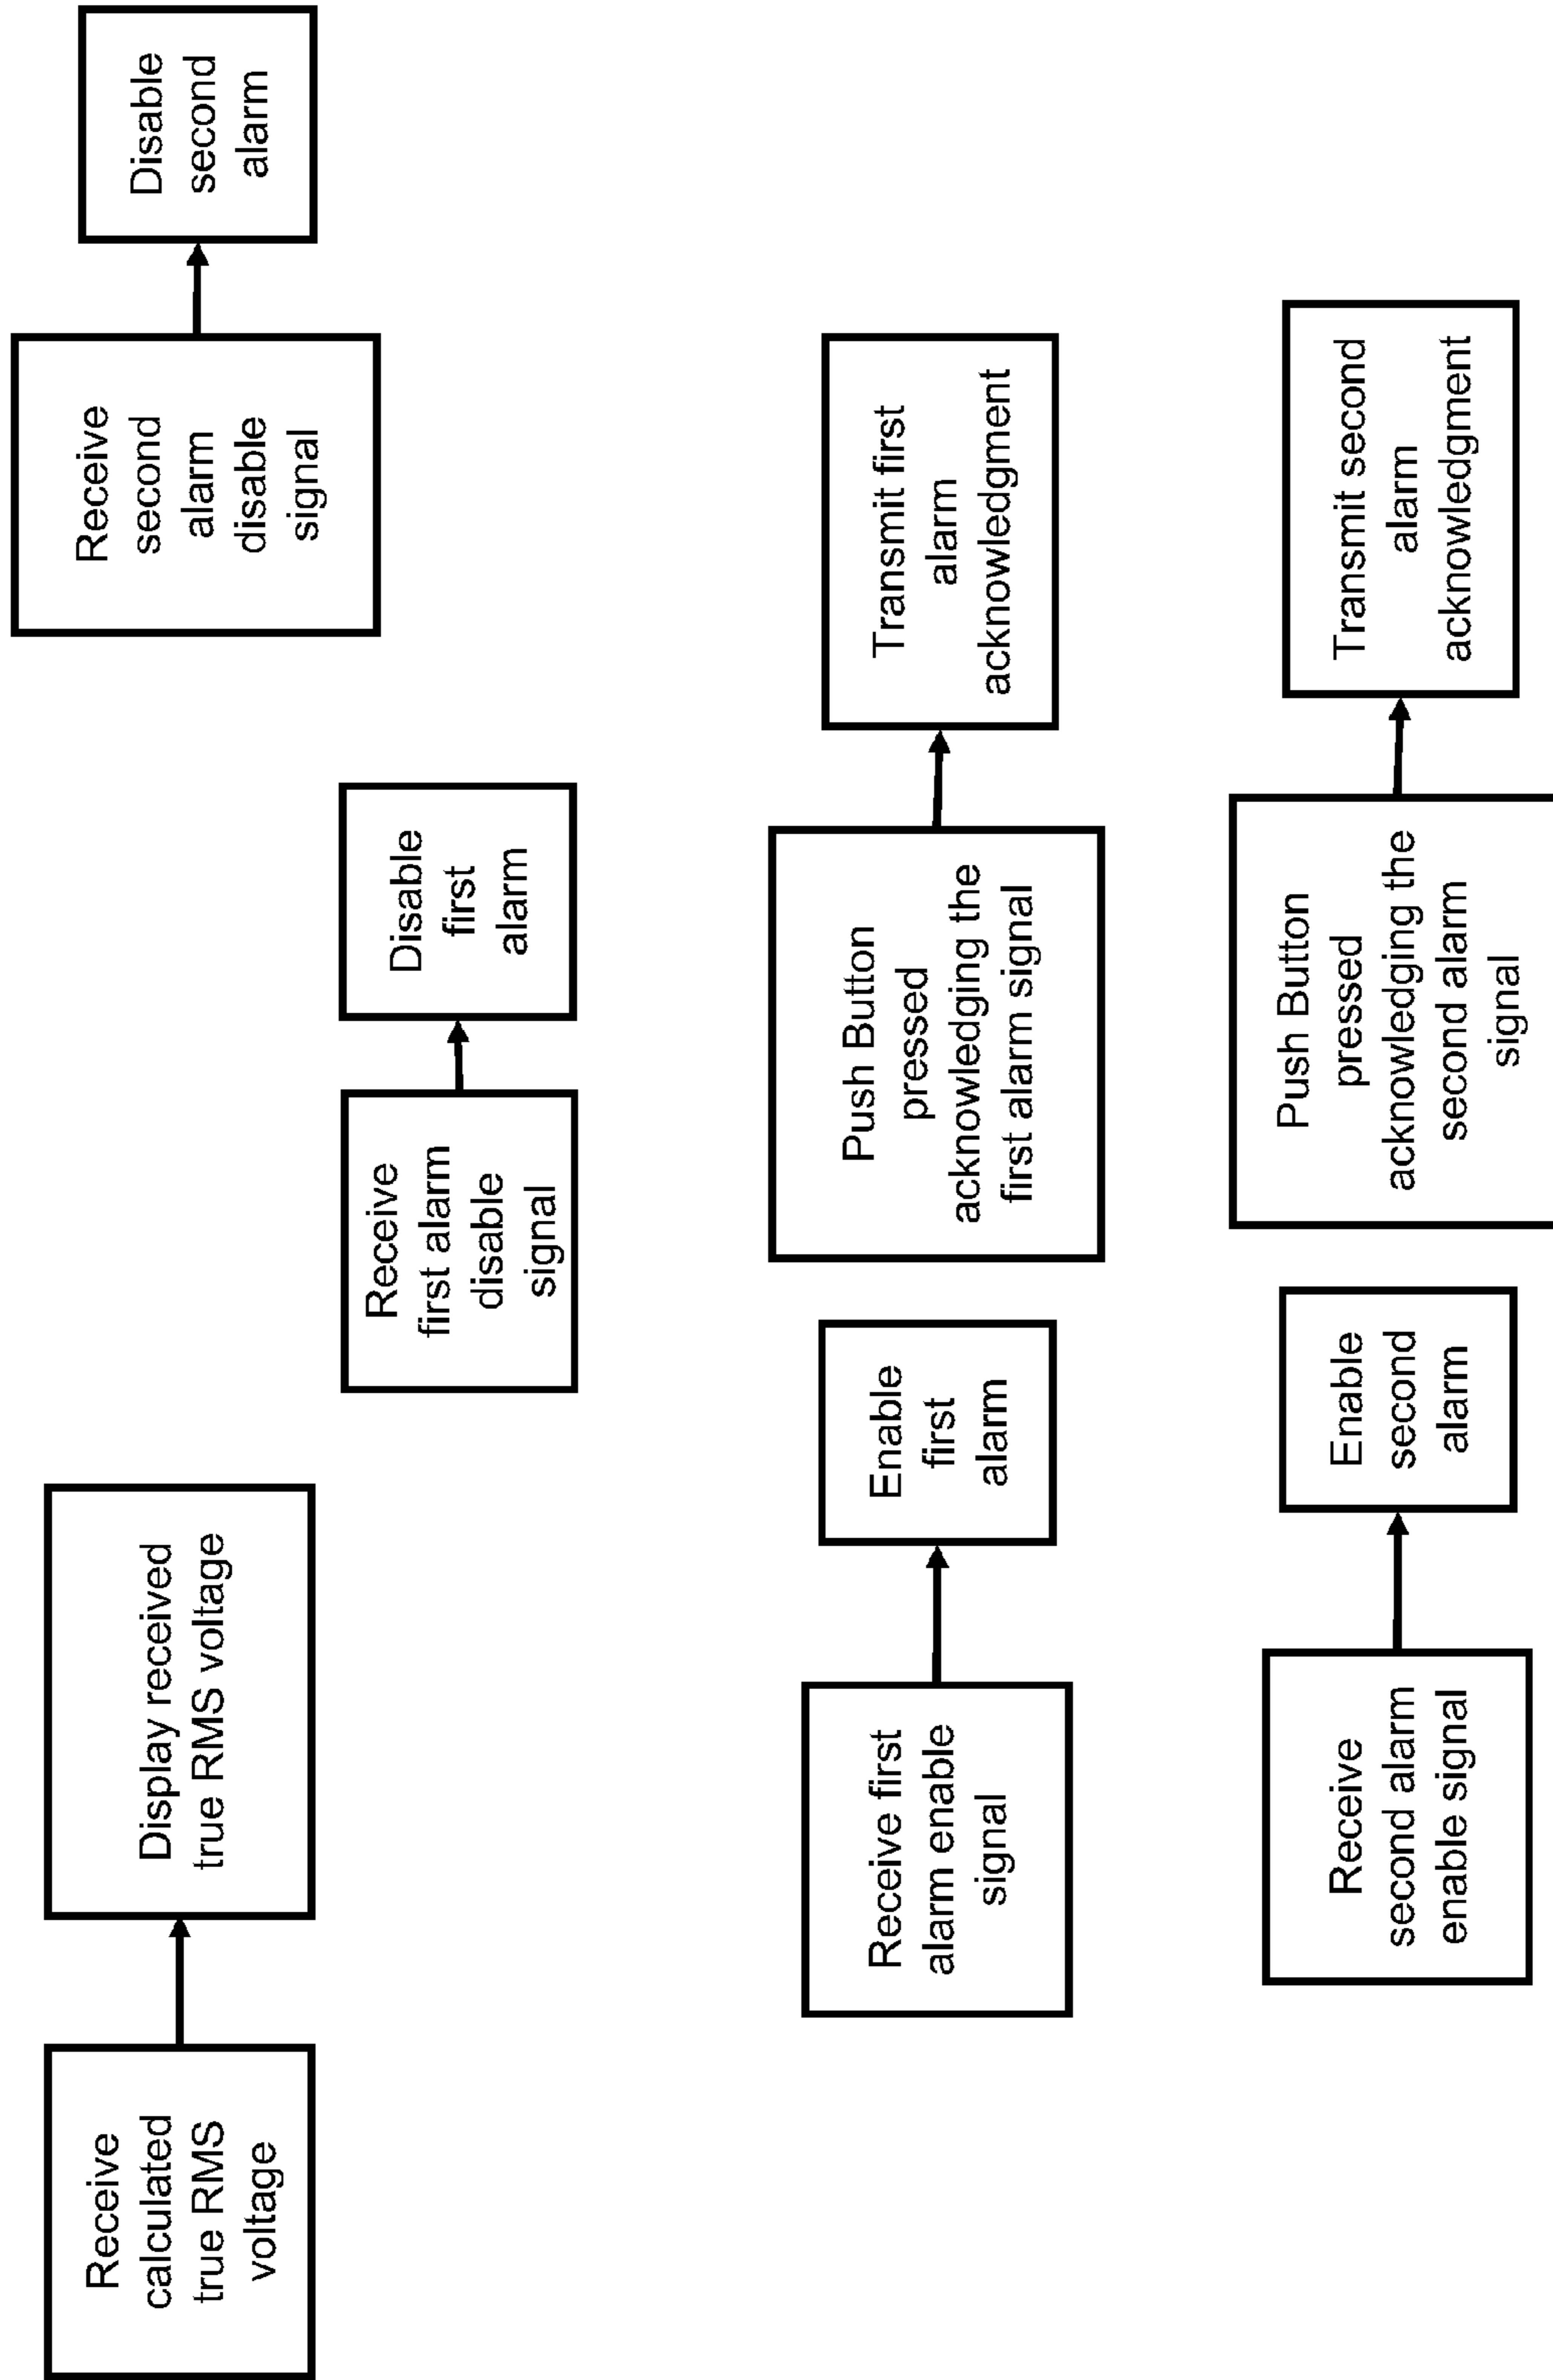 Receive
calculated
true RMS
voltage
Display received
true RMS voltage
Receive
first alarm
disable
signal
Disable
first
alarm
Receive
second
alarm
disable
signal
Disable
second
alarm
Receive first
alarm enable
signal
Enable
first
alarm
Push Button
pressed
acknowledging the
first alarm signal
Transmit first
alarm
acknowledgment
Receive
second alarm
enable signal
Enable
second
alarm
Push Button
pressed
acknowledging the
second alarm
signal
Transmit second
alarm
acknowledgment